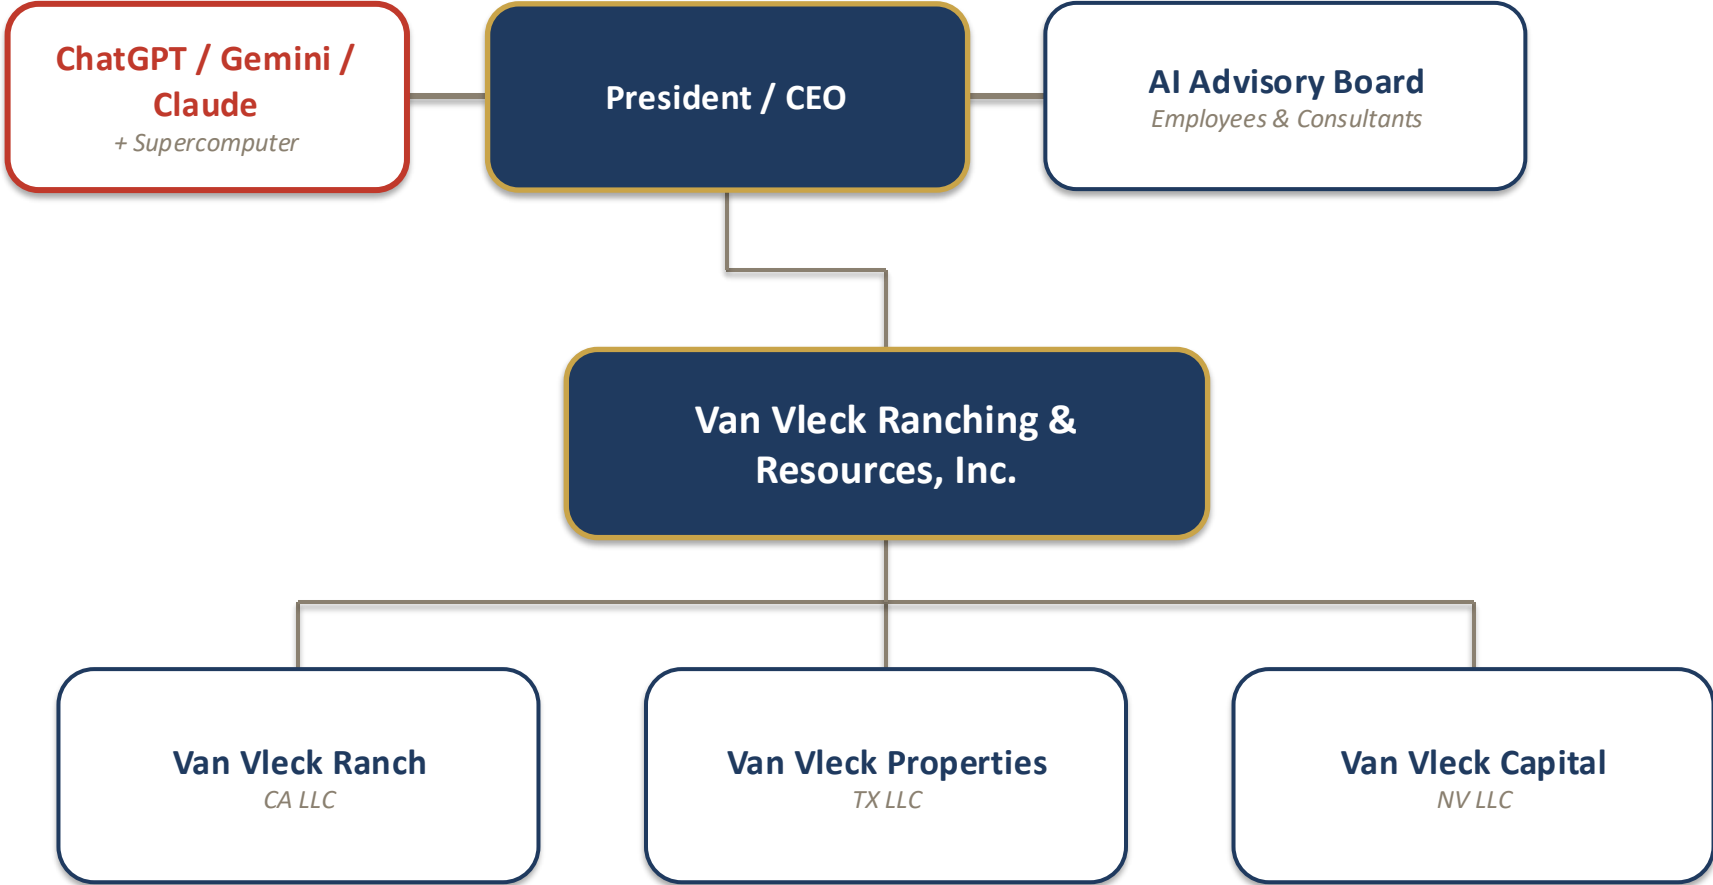 ChatGPT / Gemini /
Claude
+ Supercomputer
President / CEO
AI Advisory Board
Employees & Consultants
Van Vleck Ranching &
Resources, Inc.
Van Vleck Ranch
CA LLC
Van Vleck Properties
TX LLC
Van Vleck Capital
NV LLC